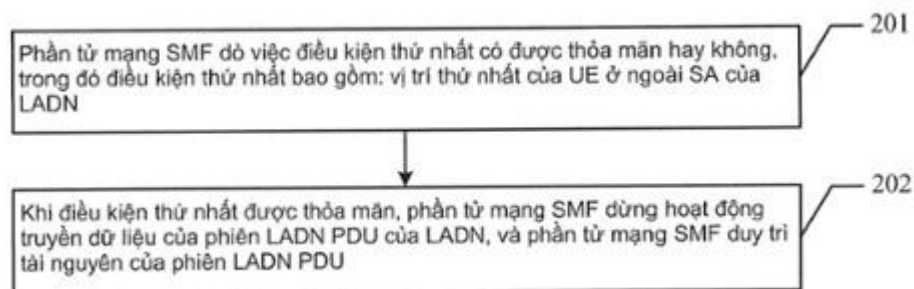 201
Phần tử mạng SMF dò việc điều kiện thứ nhất có được thỏa mãn hay không,
trong đó điều kiện thứ nhất bao gồm: vị trí thứ nhất của UE ở ngoài SA của
LADN
202
Khi điều kiện thứ nhất được thỏa mãn, phần tử mạng SMF dừng hoạt động
truyền dữ liệu của phiên LADN PDU của LADN, và phần tử mạng SMF duy trì
tài nguyên của phiên LADN PDU